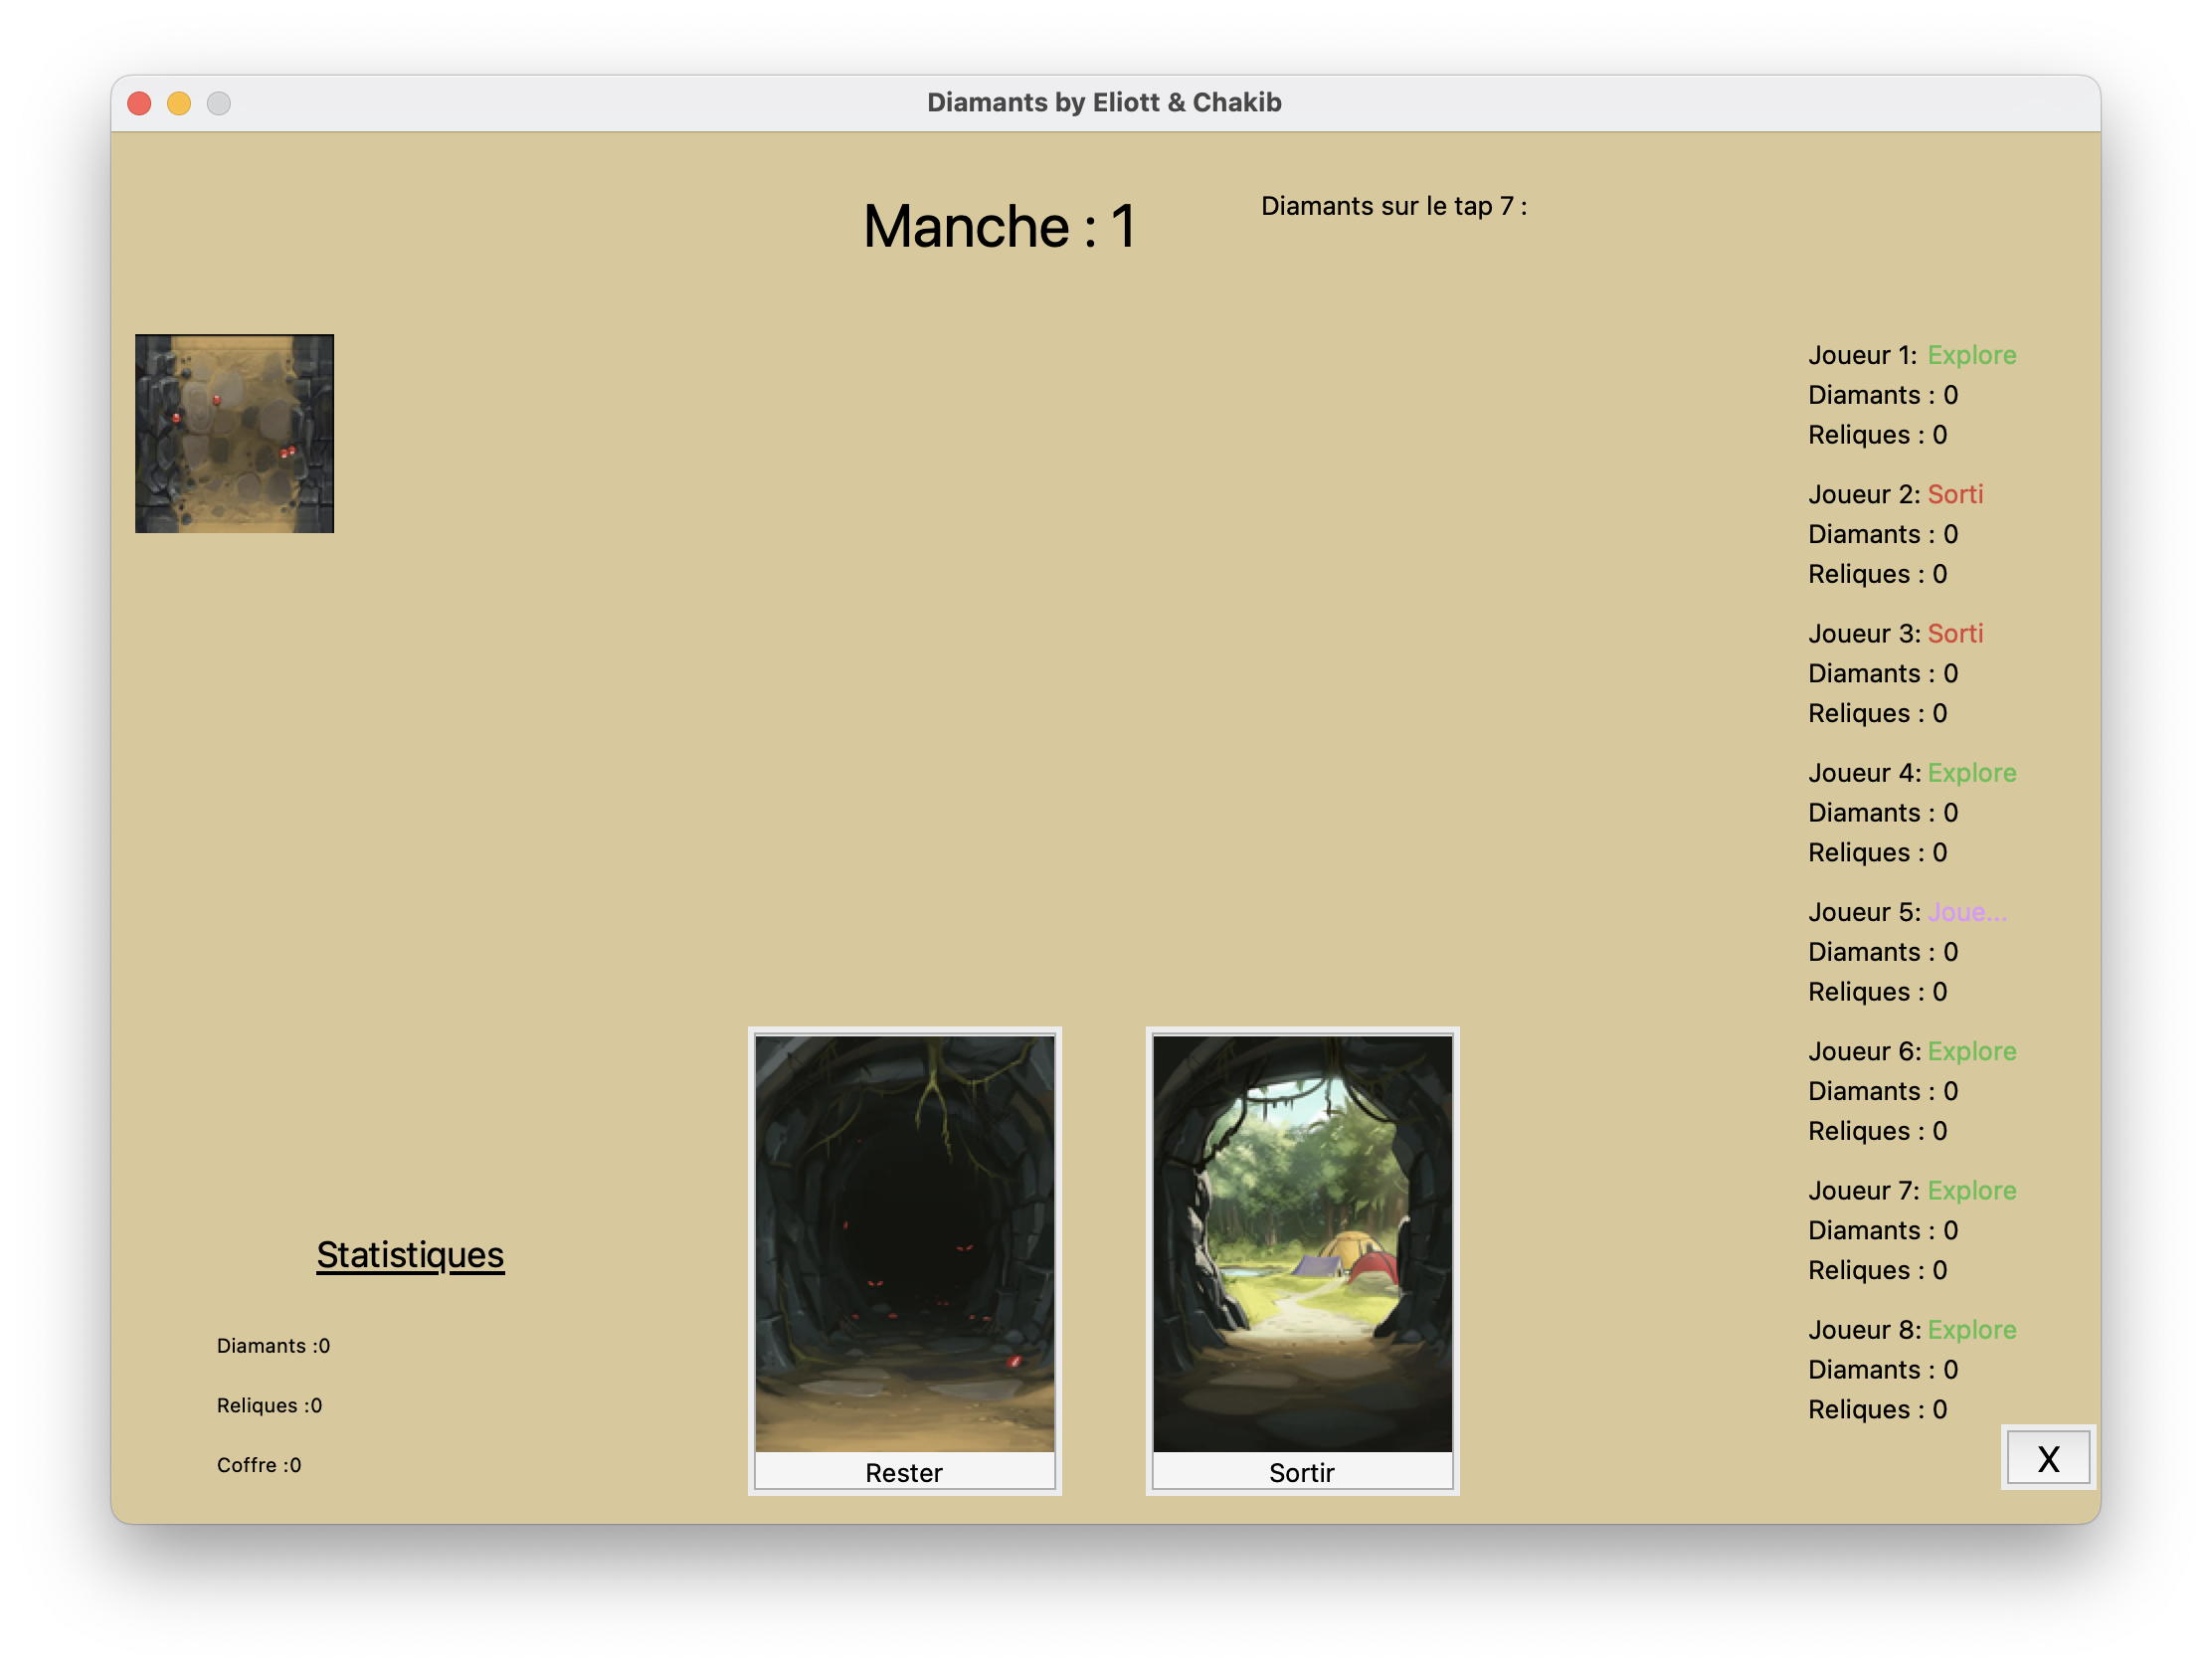 Diamants by Eliott & Chakib
Manche : 1
Diamants sur le tap 7 :
Joueur 1: Explore
Diamants : 0
Reliques : 0
Joueur 2: Sorti
Diamants : 0
Reliques : 0
Joueur 3: Sorti
Diamants : 0
Reliques : 0
Joueur 4: Explore
Diamants : 0
Reliques : 0
Joueur 5: Joue...
Diamants : 0
Reliques : 0
Joueur 6: Explore
Diamants : 0
Reliques : 0
Joueur 7: Explore
Diamants : 0
Reliques : 0
Joueur 8: Explore
Diamants : 0
Reliques : 0
Statistiques
Diamants :0
Reliques :0
Coffre :0
Rester
Sortir
X